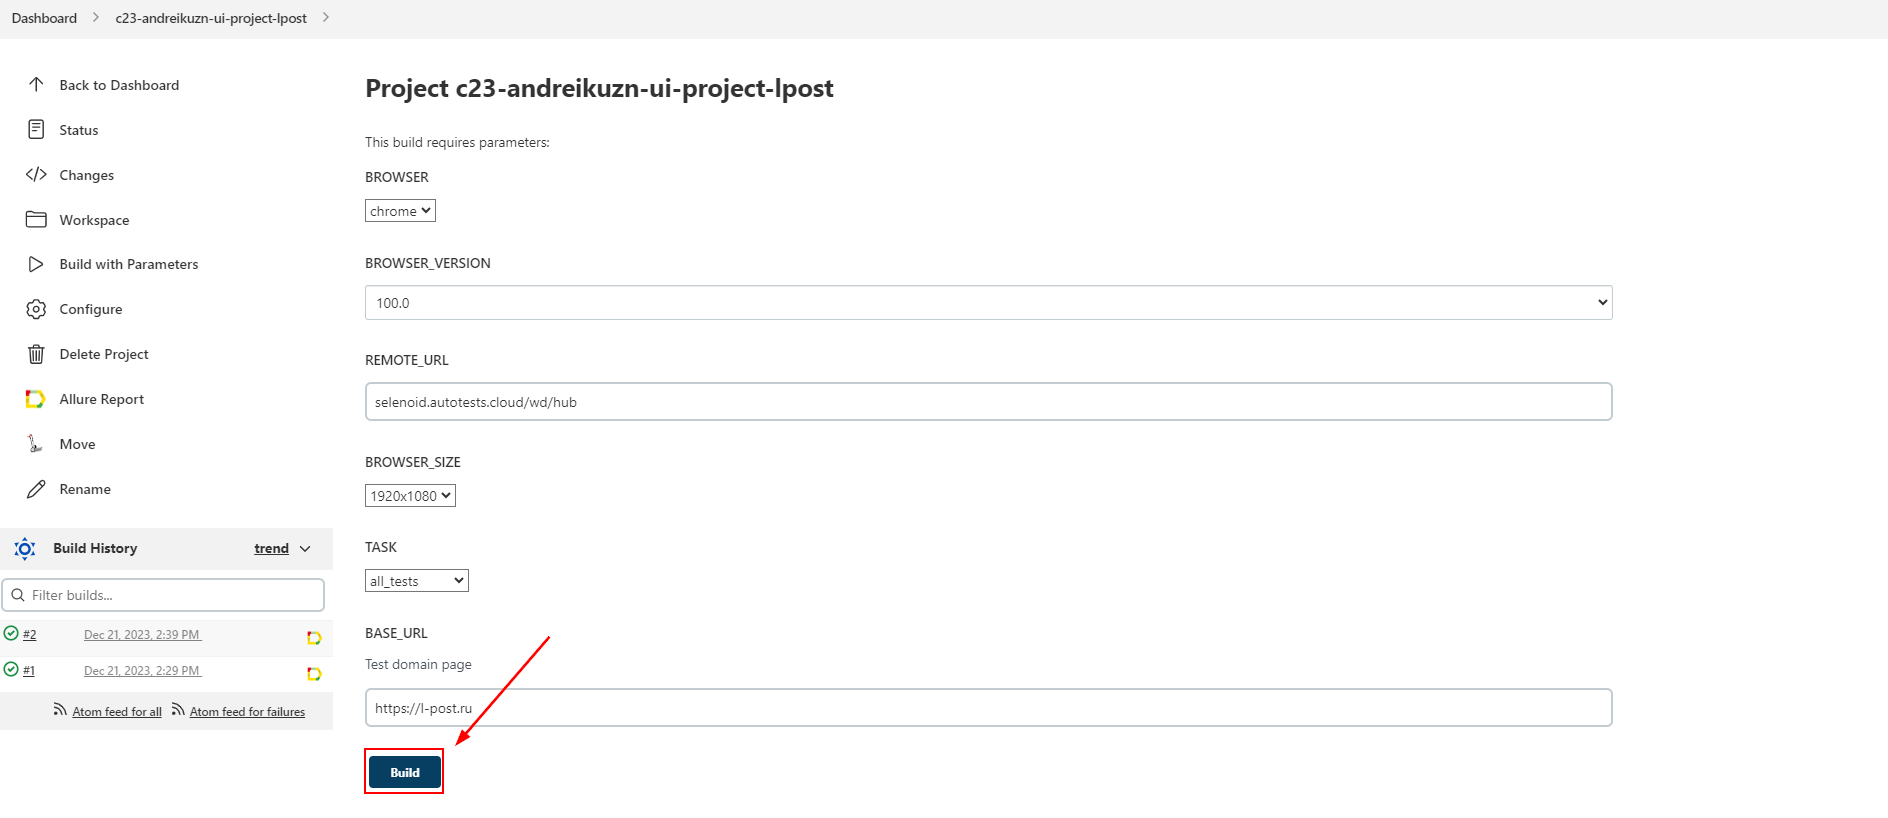 Dashboard
c23-andreikuzn-ui-project-lpost
Back to Dashboard
Status
Changes
Workspace
Build with Parameters
Configure
Delete Project
Allure Report
Move
Rename
Build History
trend
Filter builds...
#2 Dec 21, 2023, 2:39 PM
#1 Dec 21, 2023, 2:29 PM
Atom feed for all Atom feed for failures
Project c23-andreikuzn-ui-project-lpost
This build requires parameters:
BROWSER
chrome
BROWSER_VERSION
100.0
REMOTE_URL
selenoid.autotests.cloud/wd/hub
BROWSER_SIZE
1920x1080
TASK
all_tests
BASE_URL
Test domain page
https://l-post.ru
Build